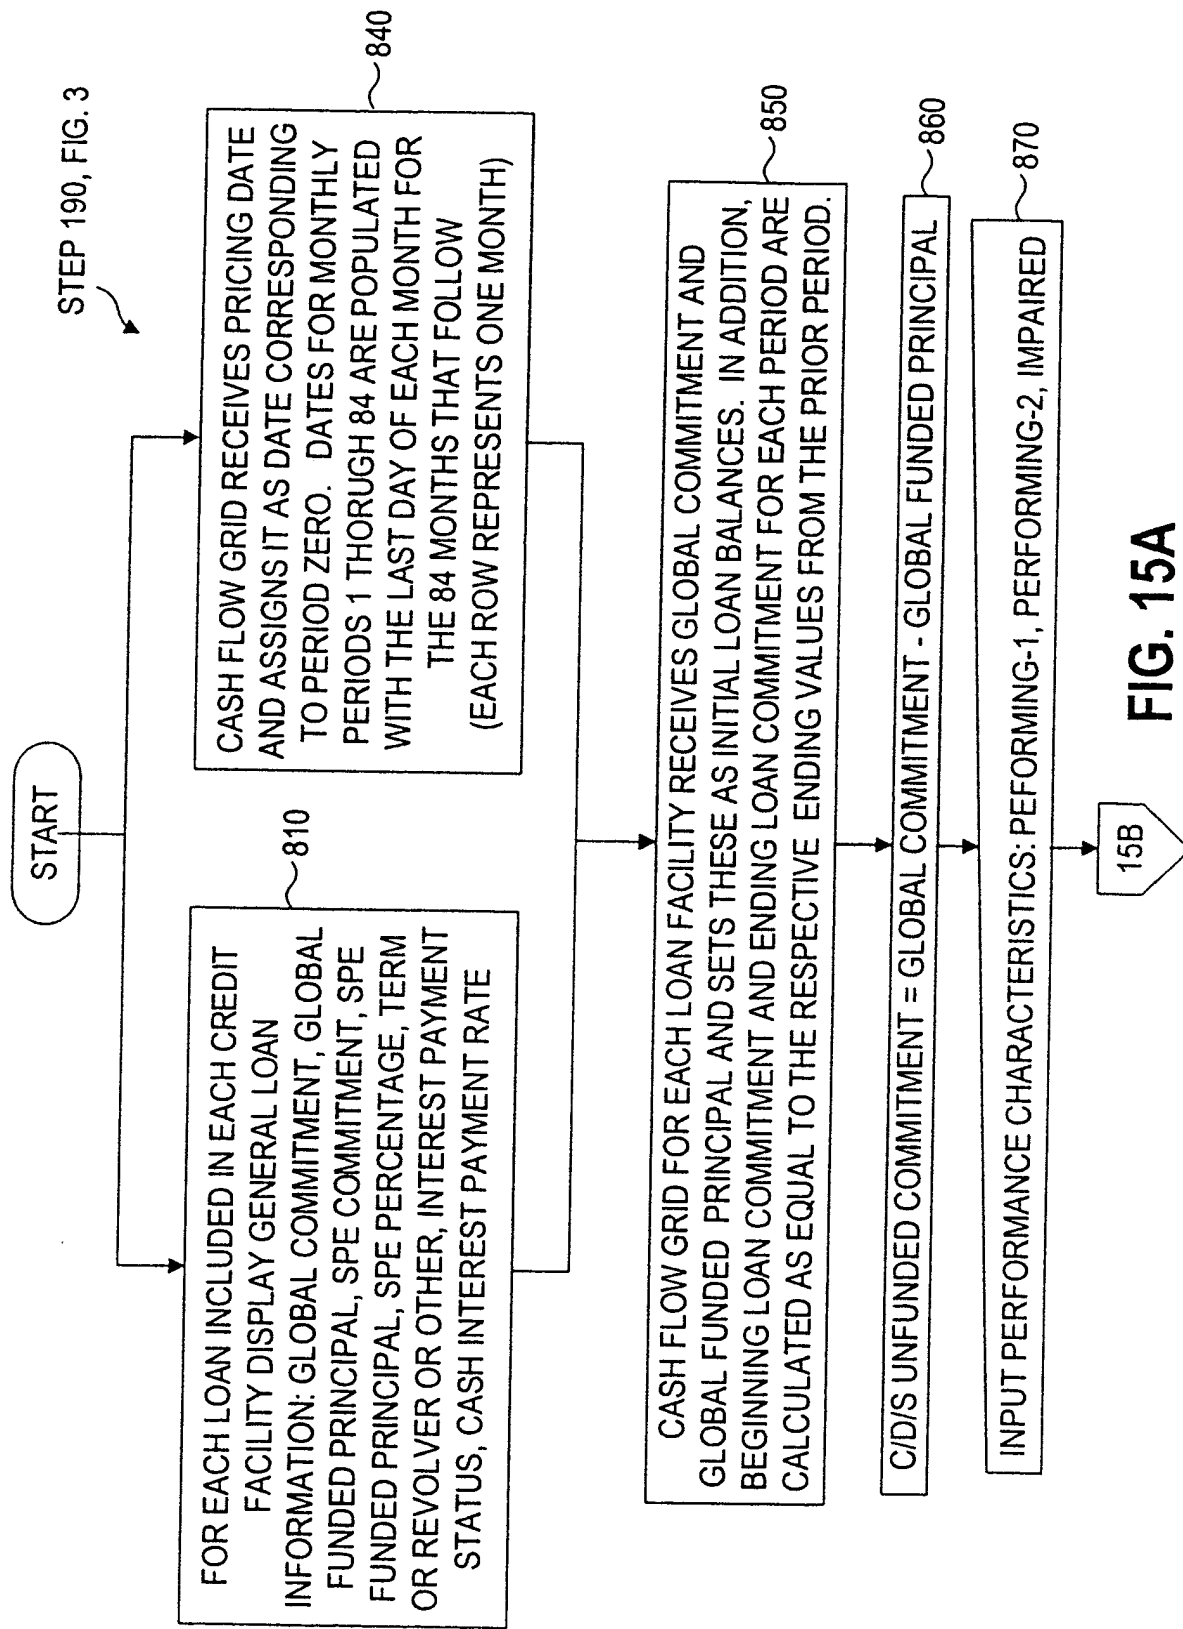 STEP 190, FIG. 3
START
FOR EACH LOAN INCLUDED IN EACH CREDIT
FACILITY DISPLAY GENERAL LOAN
INFORMATION: GLOBAL COMMITMENT, GLOBAL
FUNDED PRINCIPAL, SPE COMMITMENT, SPE
FUNDED PRINCIPAL, SPE PERCENTAGE, TERM
OR REVOLVER OR OTHER, INTEREST PAYMENT
STATUS, CASH INTEREST PAYMENT RATE
810
CASH FLOW GRID RECEIVES PRICING DATE
AND ASSIGNS IT AS DATE CORRESPONDING
TO PERIOD ZERO. DATES FOR MONTHLY
PERIODS 1 THORUGH 84 ARE POPULATED
WITH THE LAST DAY OF EACH MONTH FOR
THE 84 MONTHS THAT FOLLOW
(EACH ROW REPRESENTS ONE MONTH)
840
CASH FLOW GRID FOR EACH LOAN FACILITY RECEIVES GLOBAL COMMITMENT AND
GLOBAL FUNDED PRINCIPAL AND SETS THESE AS INITIAL LOAN BALANCES. IN ADDITION,
BEGINNING LOAN COMMITMENT AND ENDING LOAN COMMITMENT FOR EACH PERIOD ARE
CALCULATED AS EQUAL TO THE RESPECTIVE ENDING VALUES FROM THE PRIOR PERIOD.
850
C/D/S UNFUNDED COMMITMENT = GLOBAL COMMITMENT - GLOBAL FUNDED PRINCIPAL
860
INPUT PERFORMANCE CHARACTERISTICS: PEFORMING-1, PERFORMING-2, IMPAIRED
870
15B
FIG. 15A